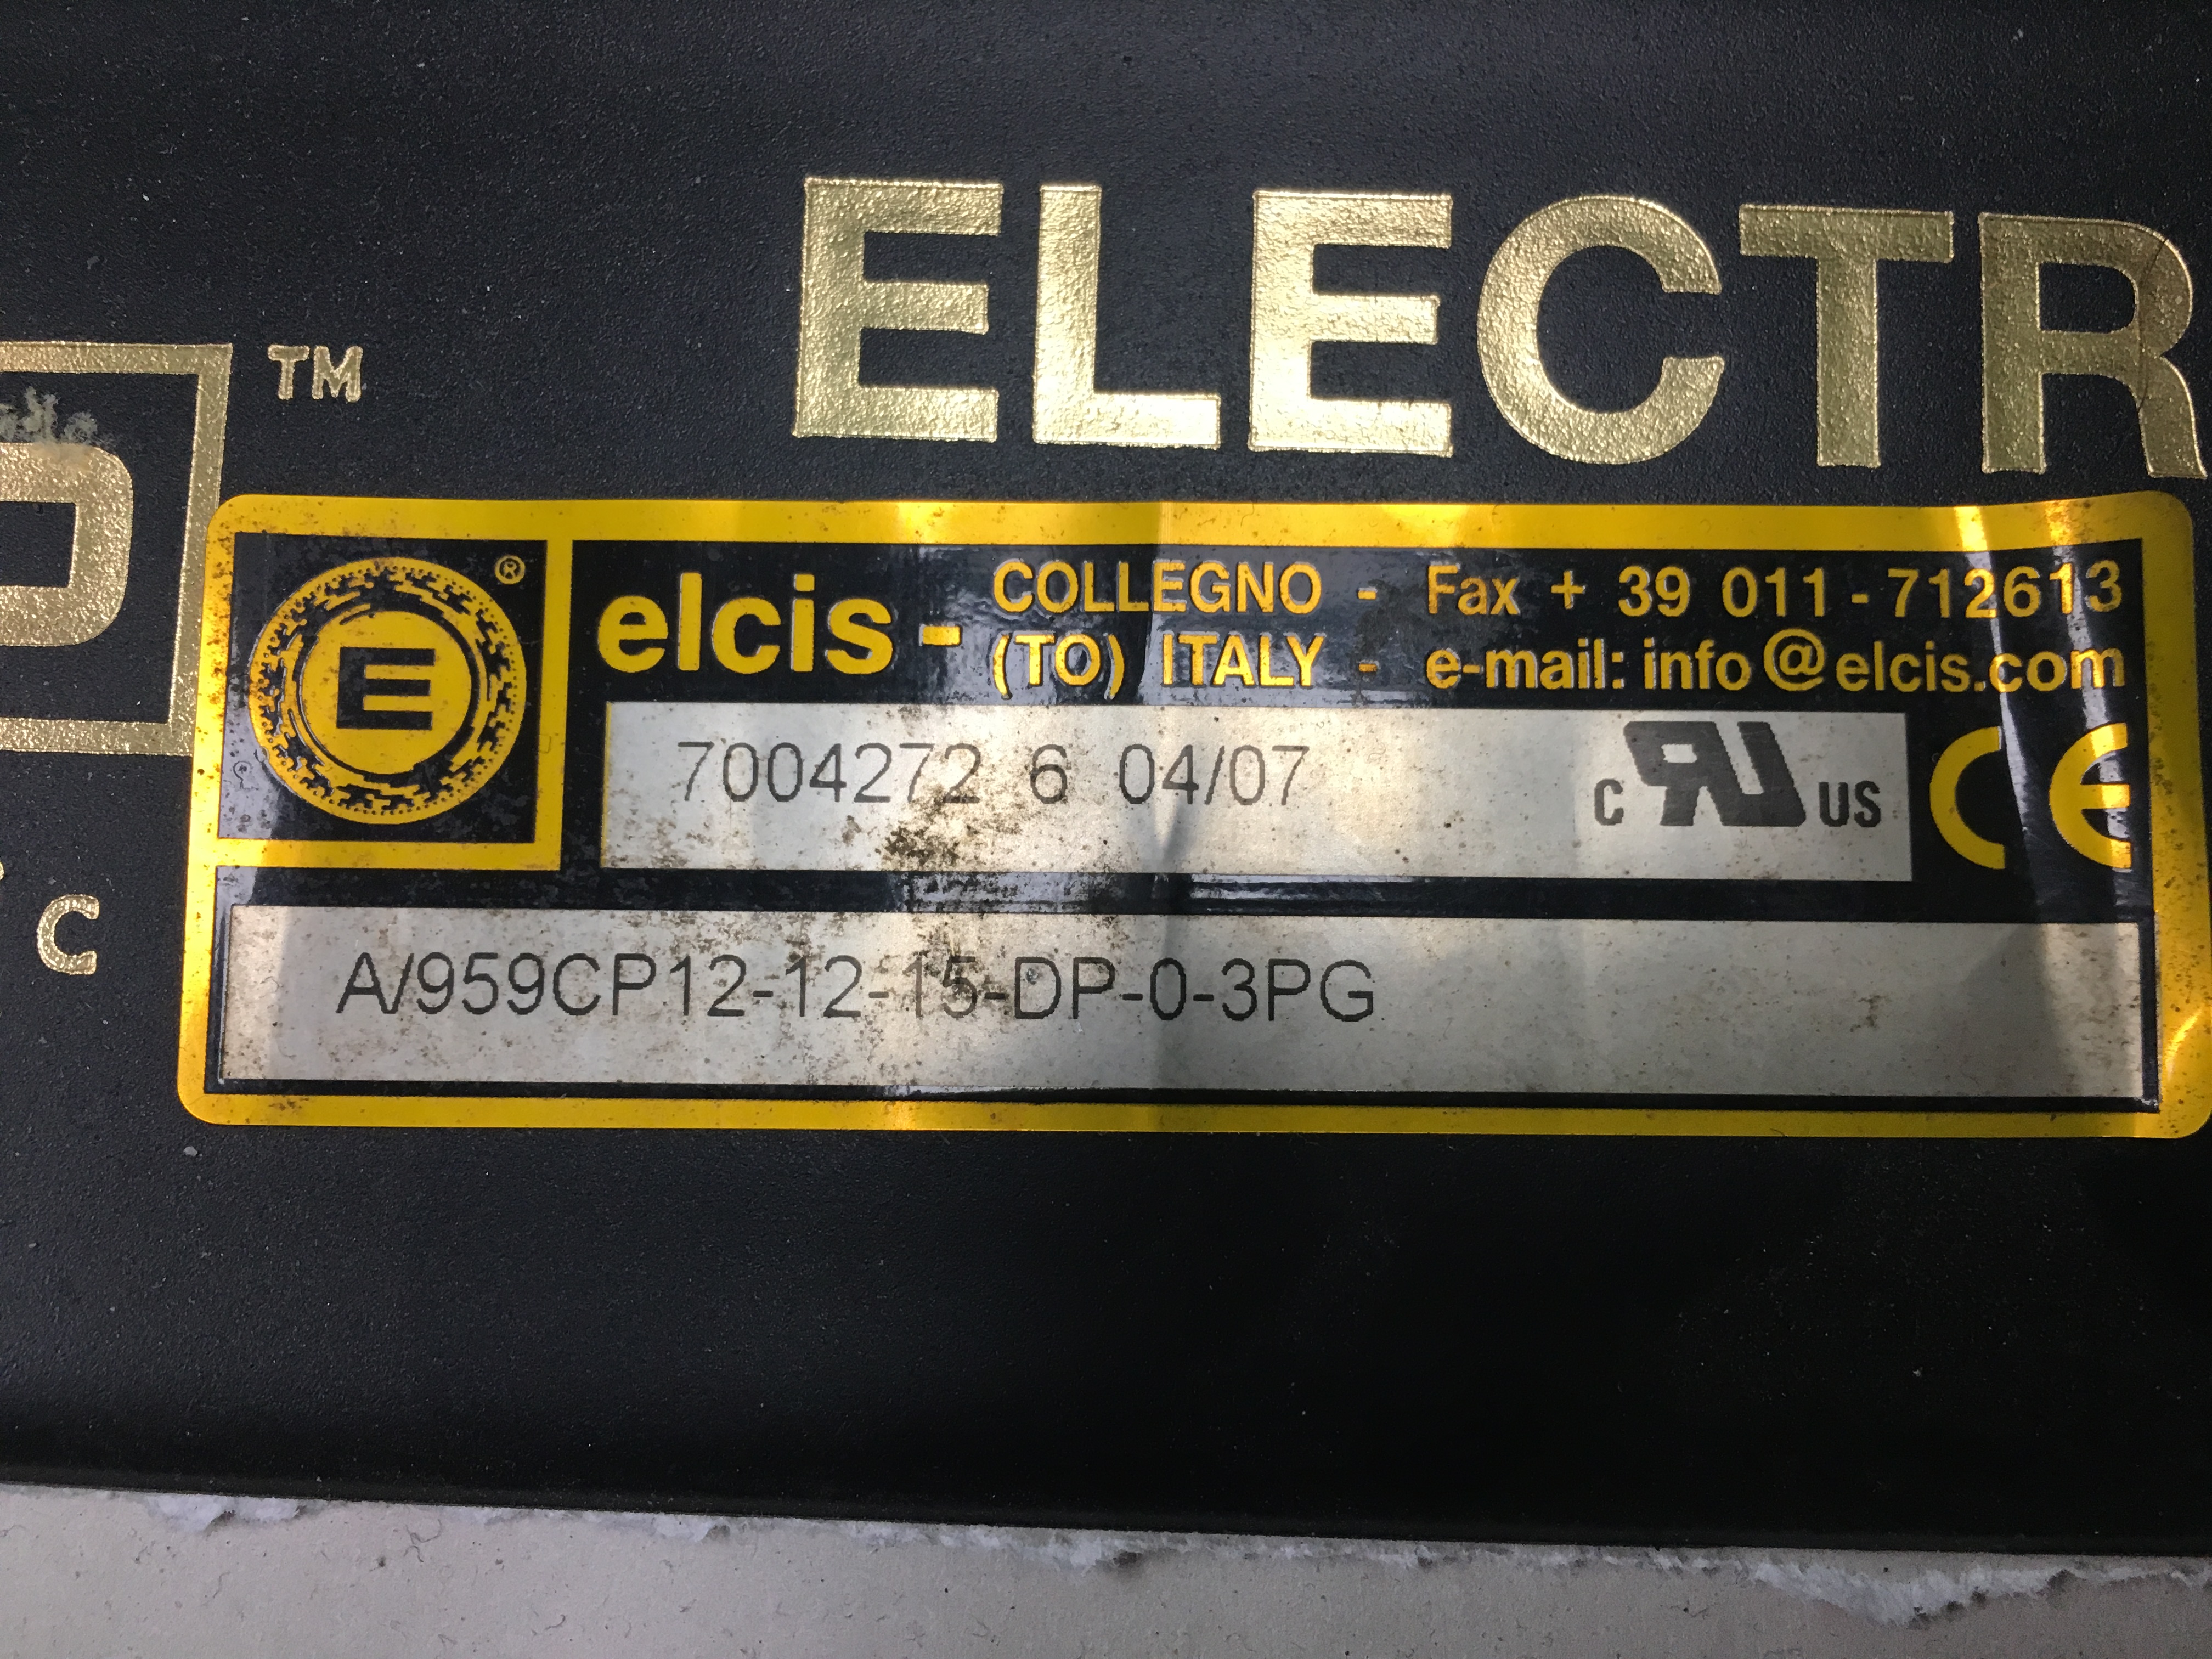 ELECTR
TM
D
C
E ®
elcis - COLLEGNO - Fax + 39 011 - 712613
(TO) ITALY - e-mail: info@elcis.com
7004272 6 04/07 c RU US CE
A/959CP12-12-15-DP-0-3PG